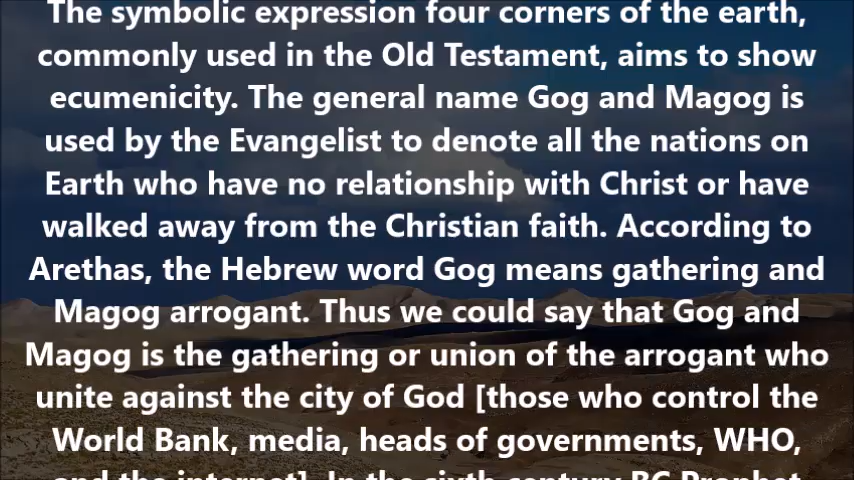 The symbolic expression four corners of the earth,
commonly used in the Old Testament, aims to show
ecumenicity. The general name Gog and Magog is
used by the Evangelist to denote all the nations on
Earth who have no relationship with Christ or have
walked away from the Christian faith. According to
Arethas, the Hebrew word Gog means gathering and
Magog arrogant. Thus we could say that Gog and
Magog is the gathering or union of the arrogant who
unite against the city of God [those who control the
World Bank, media, heads of governments, WHO,
and the internet]. In the sixth century BC Prophet